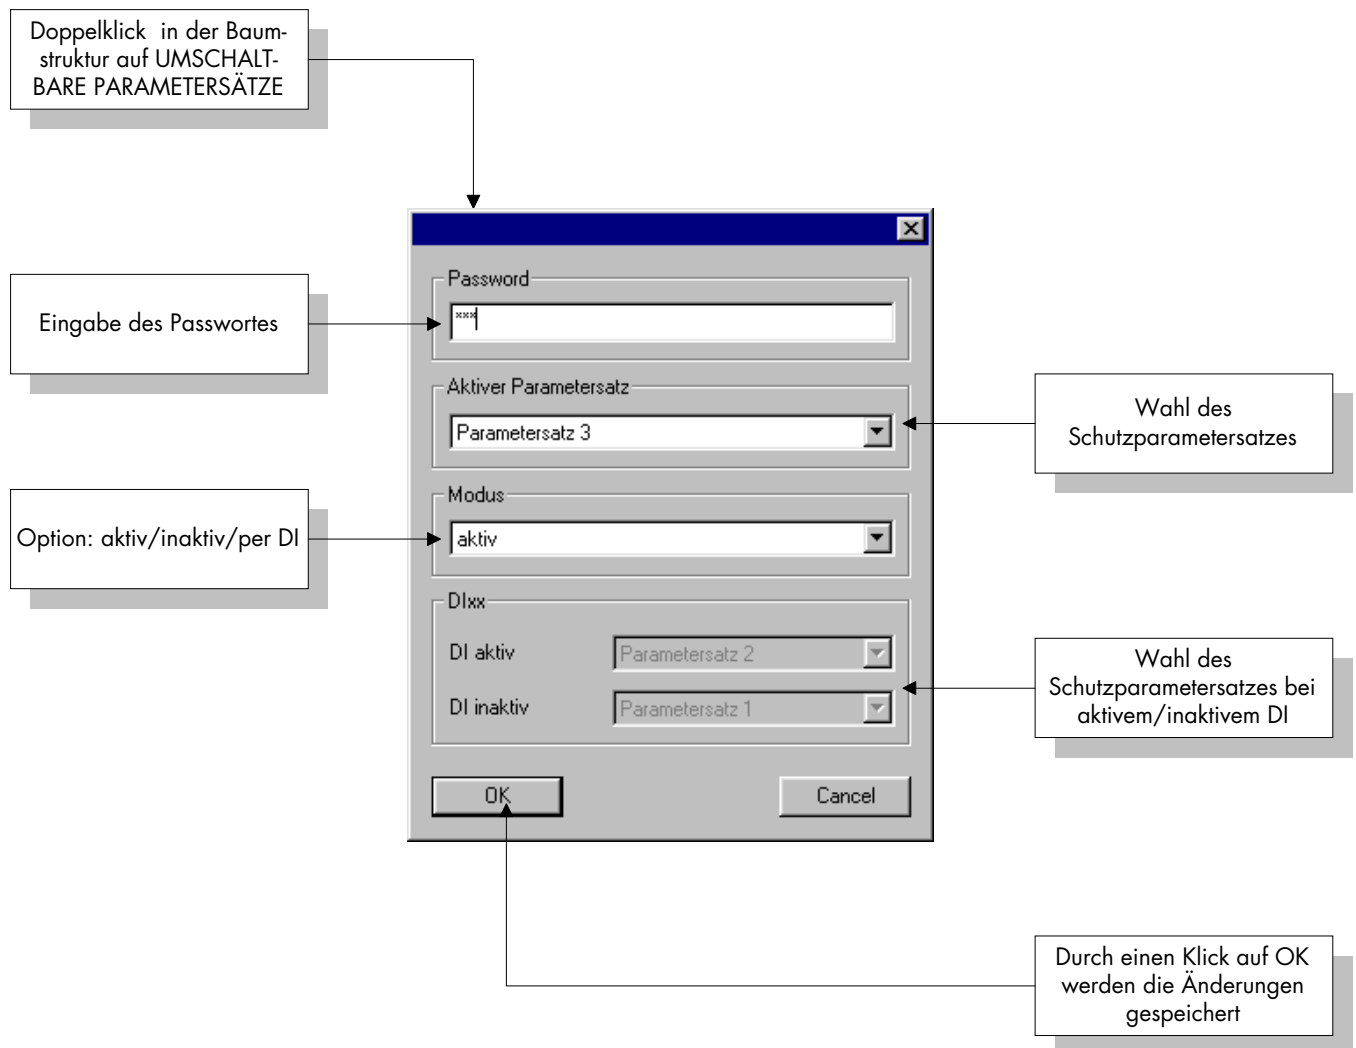 Doppelklick in der Baum-
struktur auf UMSCHALT-
BARE PARAMETERSÄTZE
Eingabe des Passwortes
Option: aktiv/inaktiv/per DI
Password
***
Aktiver Parametersatz
Parametersatz 3
Modus
aktiv
DIxx
DI aktiv
Parametersatz 2
DI inaktiv
Parametersatz 1
OK
Cancel
Wahl des
Schutzparametersatzes
Wahl des
Schutzparametersatzes bei
aktivem/inaktivem DI
Durch einen Klick auf OK
werden die Änderungen
gespeichert